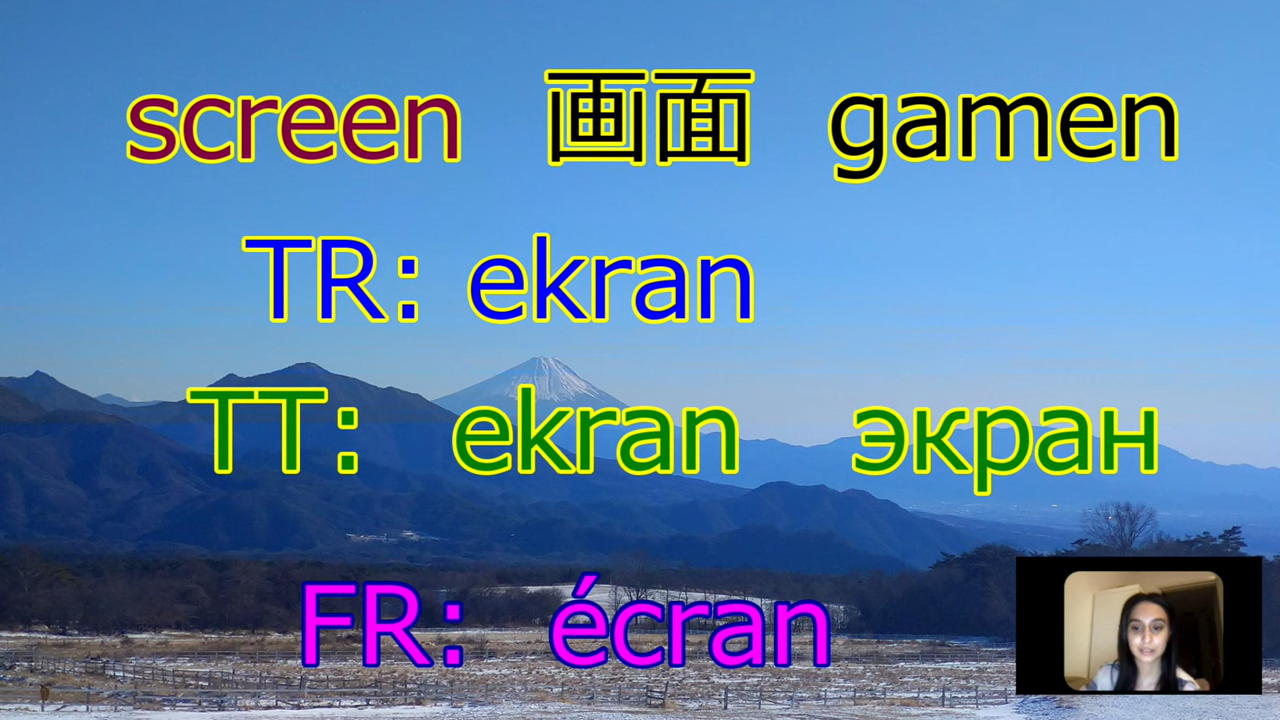 screen 画面 gamen
TR: ekran
TT: ekran экран
FR: écran